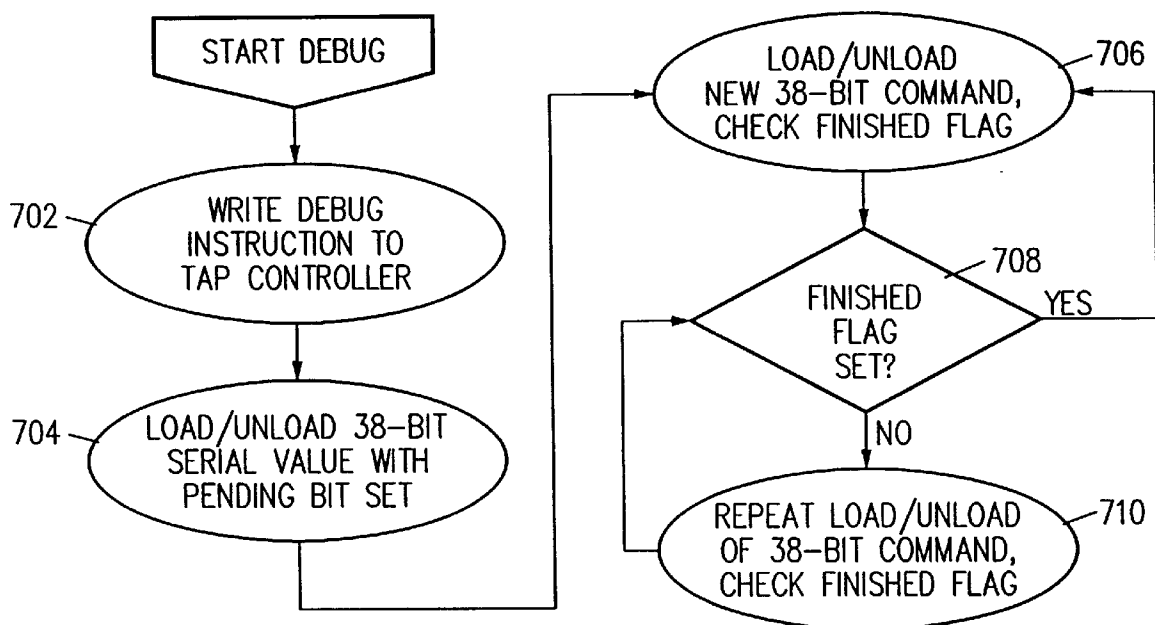 START DEBUG
702
WRITE DEBUG
INSTRUCTION TO
TAP CONTROLLER
704
LOAD/UNLOAD 38-BIT
SERIAL VALUE WITH
PENDING BIT SET
706
LOAD/UNLOAD
NEW 38-BIT COMMAND,
CHECK FINISHED FLAG
708
FINISHED
FLAG
SET?
YES
NO
710
REPEAT LOAD/UNLOAD
OF 38-BIT COMMAND,
CHECK FINISHED FLAG